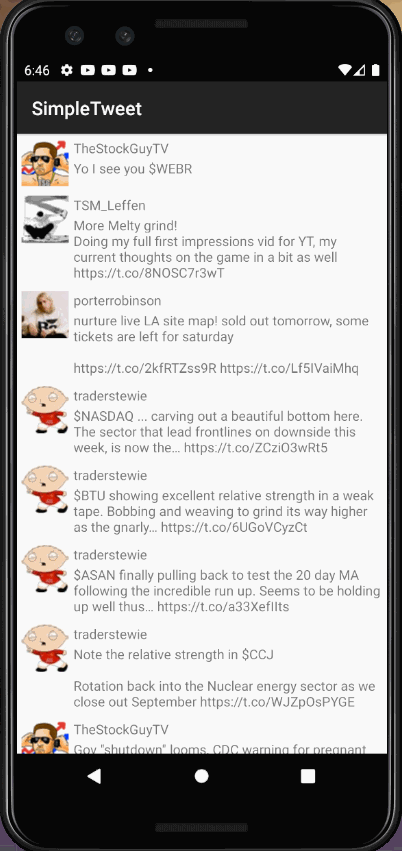 6:46
SimpleTweet
TheStockGuyTV
Yo I see you $WEBR
TSM_Leffen
More Melty grind!
Doing my full first impressions vid for YT, my
current thoughts on the game in a bit as well
https://t.co/8NOSC7r3wT
porterrobinson
nurture live LA site map! sold out tomorrow, some
tickets are left for saturday
https://t.co/2kfRTZss9R https://t.co/Lf5IVaiMhq
traderstewie
$NASDAQ ... carving out a beautiful bottom here.
The sector that lead frontlines on downside this
week, is now the… https://t.co/ZCziO3wRt5
traderstewie
$BTU showing excellent relative strength in a weak
tape. Bobbing and weaving to grind its way higher
as the gnarly… https://t.co/6UGoVCyzCt
traderstewie
$ASAN finally pulling back to test the 20 day MA
following the incredible run up. Seems to be holding
up well thus… https://t.co/a33XefIIts
traderstewie
Note the relative strength in $CCJ
Rotation back into the Nuclear energy sector as we
close out September https://t.co/WJZpOsPYGE
TheStockGuyTV
Gov "shutdown" looms, CDC warning for pregnant